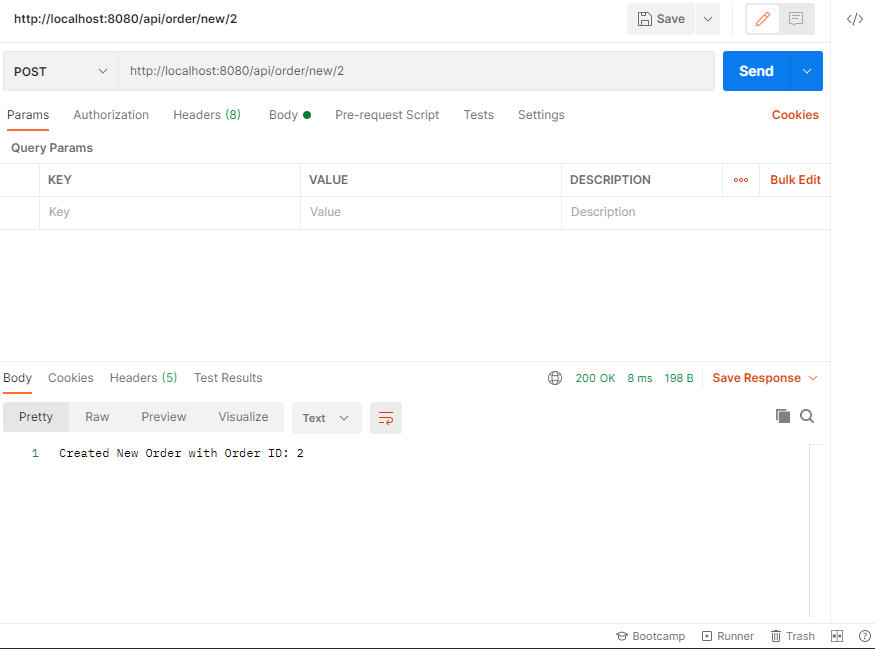 http://localhost:8080/api/order/new/2 Save </>
POST http://localhost:8080/api/order/new/2 Send
Params Authorization Headers (8) Body Pre-request Script Tests Settings Cookies
Query Params
KEY VALUE DESCRIPTION ooo Bulk Edit
Key Value Description
Body Cookies Headers (5) Test Results 200 OK 8 ms 198 B Save Response
Pretty Raw Preview Visualize Text
1 Created New Order with Order ID: 2
Bootcamp Runner Trash ?